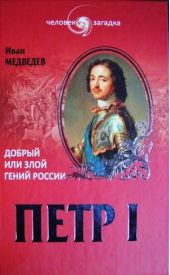 человек загадка
Иван
МЕДВЕДЕВ
ДОБРЫЙ
ИЛИ ЗЛОЙ
ГЕНИЙ РОССИИ
ПЕТР I